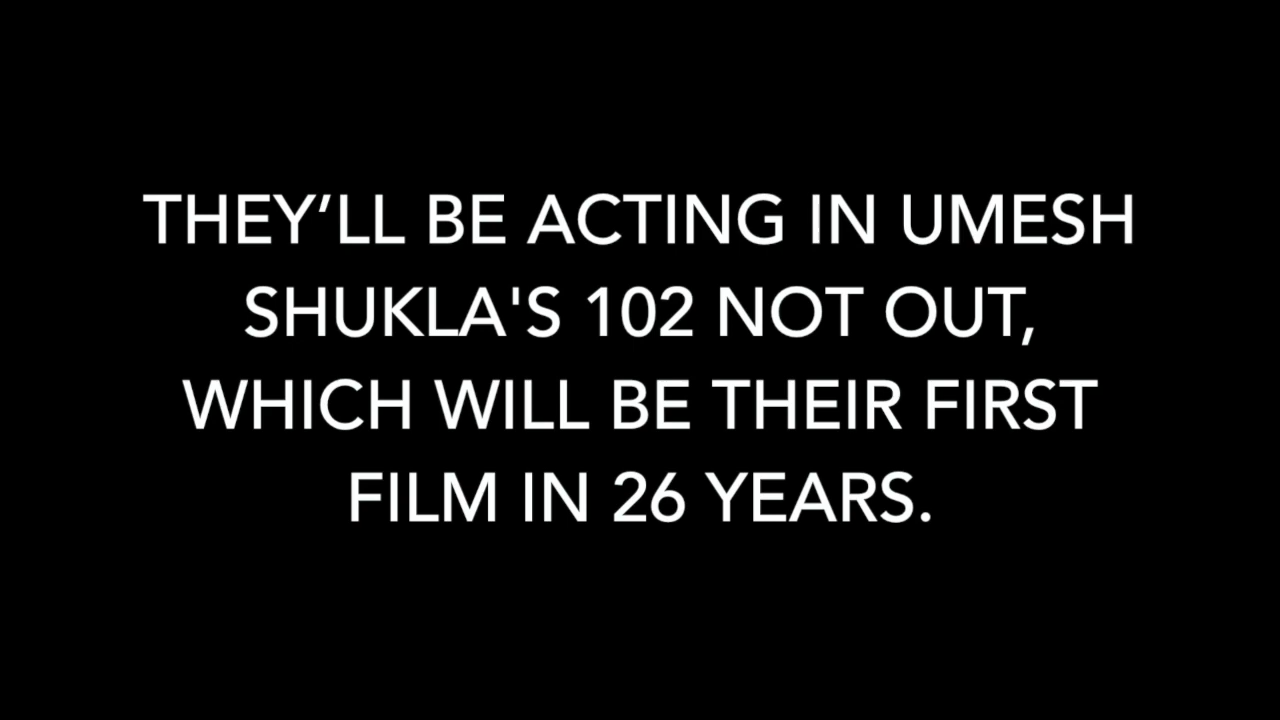 THEY’LL BE ACTING IN UMESH
SHUKLA'S 102 NOT OUT,
WHICH WILL BE THEIR FIRST
FILM IN 26 YEARS.